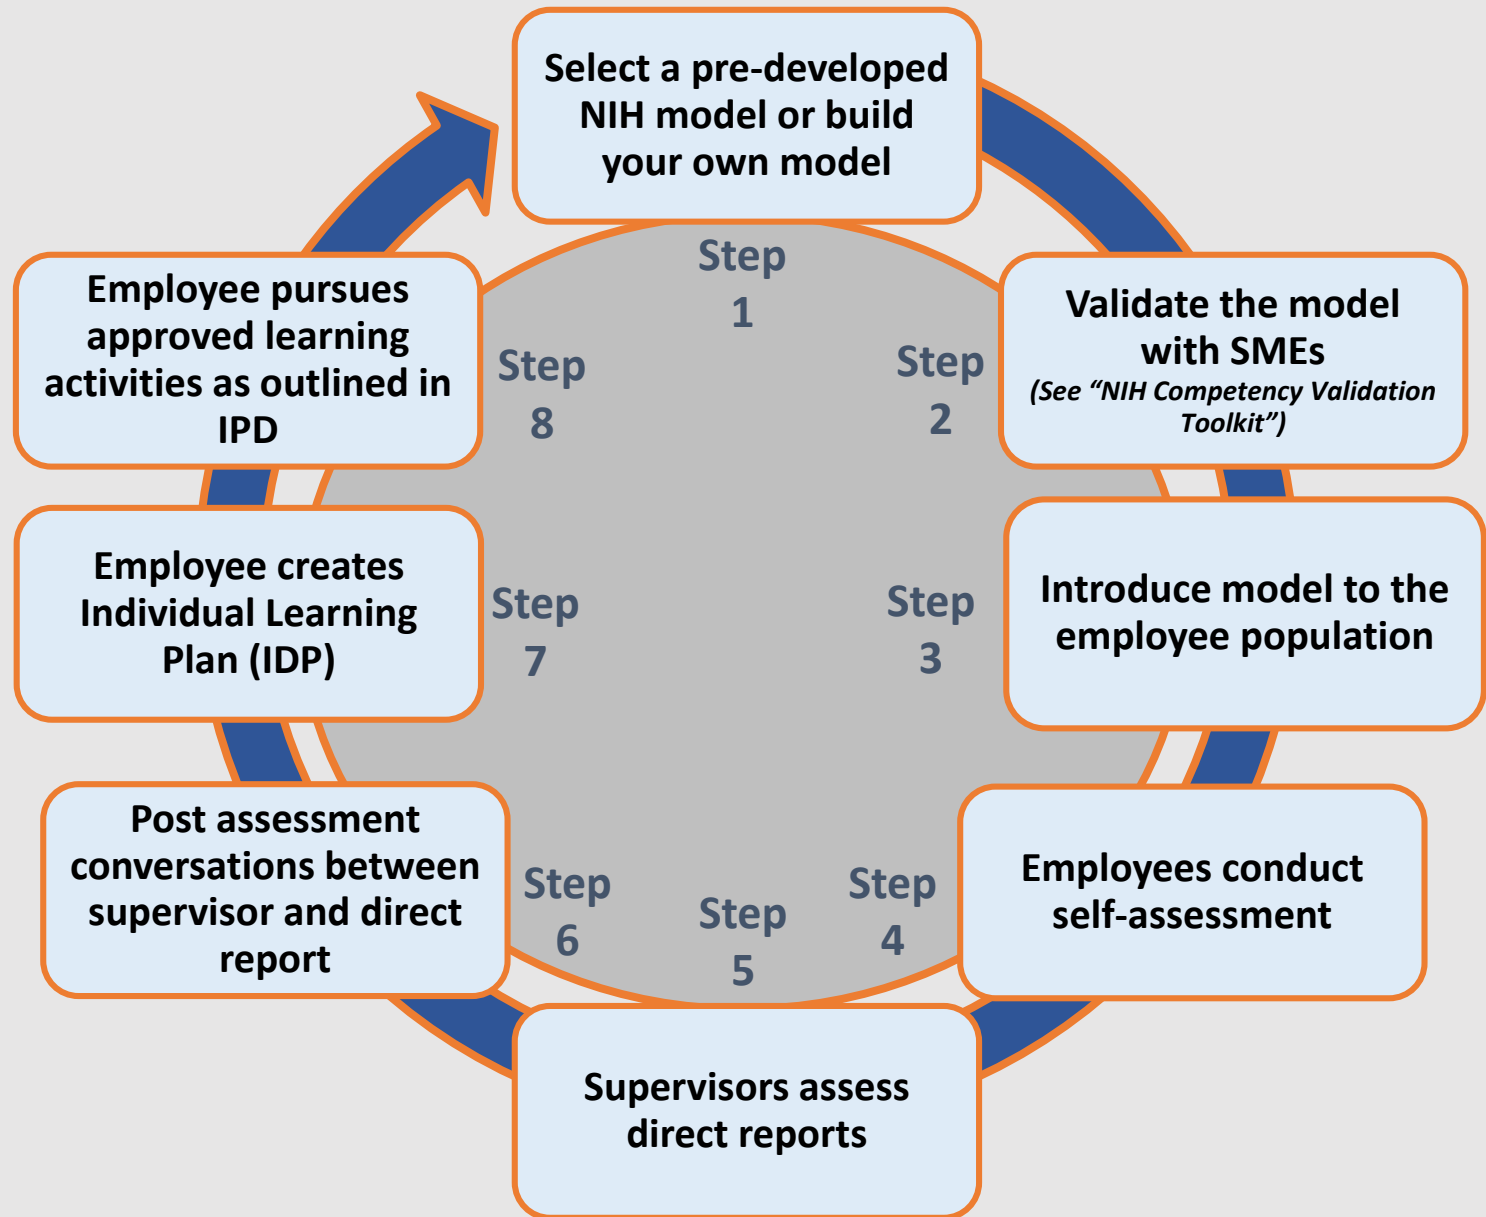 Select a pre-developed
NIH model or build
your own model
Step
1
Validate the model
with SMEs
(See “NIH Competency Validation
Toolkit”)
Step
2
Introduce model to the
employee population
Step
3
Employees conduct
self-assessment
Step
4
Supervisors assess
direct reports
Step
5
Post assessment
conversations between
supervisor and direct
report
Step
6
Employee creates
Individual Learning
Plan (IDP)
Step
7
Employee pursues
approved learning
activities as outlined in
IPD
Step
8